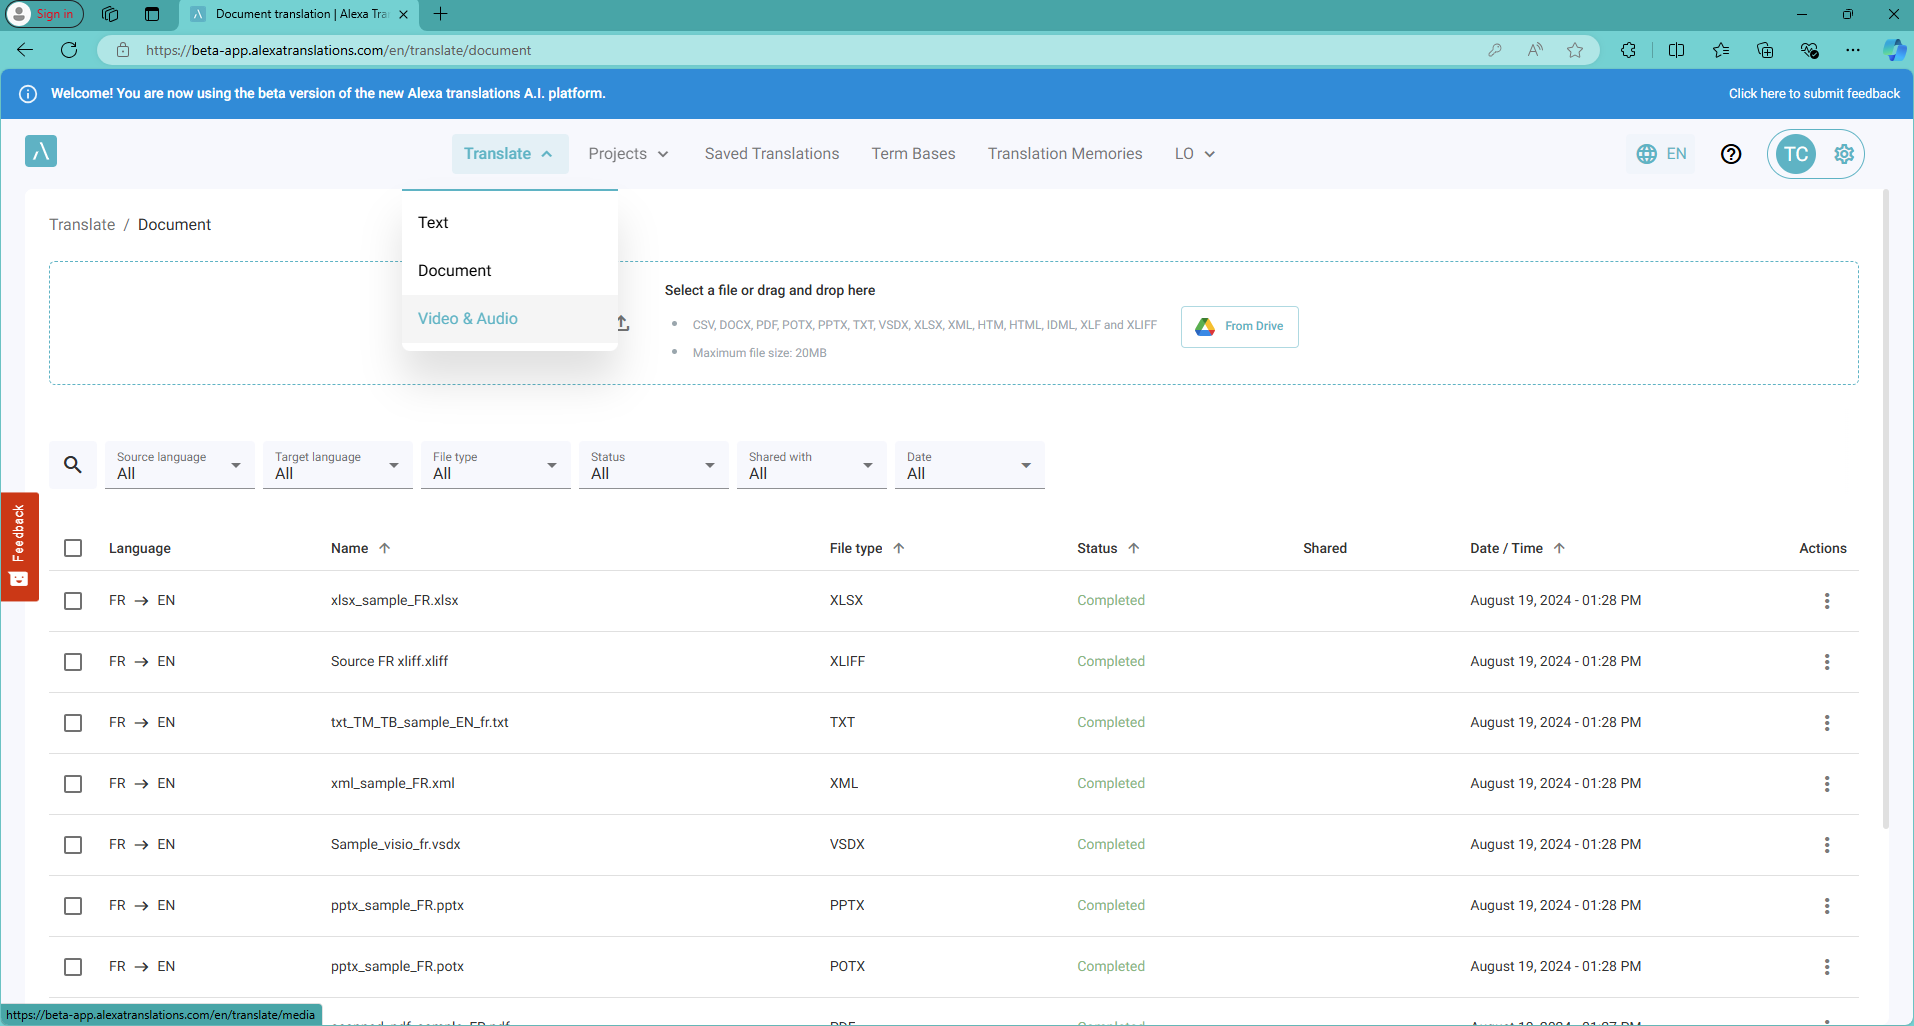 Sign in
Document translation | Alexa Tra
https://beta-app.alexatranslations.com/en/translate/document
Welcome! You are now using the beta version of the new Alexa translations A.I. platform.
Click here to submit feedback
Translate
Projects
Saved Translations
Term Bases
Translation Memories
LO
EN
TC
Text
Document
Video & Audio
Translate / Document
Select a file or drag and drop here
CSV, DOCX, PDF, POTX, PPTX, TXT, VSDX, XLSX, XML, HTM, HTML, IDML, XLF and XLIFF
Maximum file size: 20MB
From Drive
Source language
All
Target language
All
File type
All
Status
All
Shared with
All
Date
All
Feedback
Language Name File type Status Shared Date / Time Actions
FR → EN xlsx_sample_FR.xlsx XLSX Completed August 19, 2024 - 01:28 PM
FR → EN Source FR xliff.xliff XLIFF Completed August 19, 2024 - 01:28 PM
FR → EN txt_TM_TB_sample_EN_fr.txt TXT Completed August 19, 2024 - 01:28 PM
FR → EN xml_sample_FR.xml XML Completed August 19, 2024 - 01:28 PM
FR → EN Sample_visio_fr.vsdx VSDX Completed August 19, 2024 - 01:28 PM
FR → EN pptx_sample_FR.pptx PPTX Completed August 19, 2024 - 01:28 PM
FR → EN pptx_sample_FR.potx POTX Completed August 19, 2024 - 01:28 PM
https://beta-app.alexatranslations.com/en/translate/media